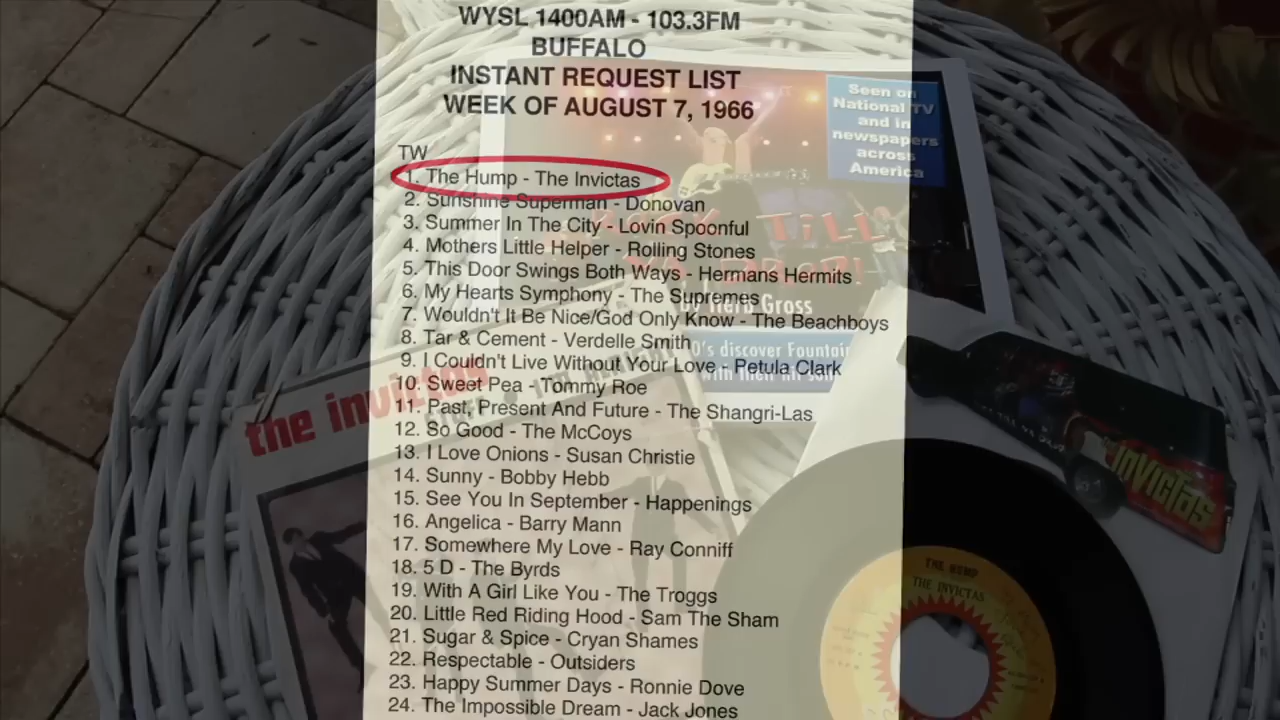 WYSL 1400AM - 103.3FM
BUFFALO
INSTANT REQUEST LIST
WEEK OF AUGUST 7, 1966
TW
1. The Hump - The Invictas
2. Sunshine Superman - Donovan
3. Summer In The City - Lovin Spoonful
4. Mothers Little Helper - Rolling Stones
5. This Door Swings Both Ways - Hermans Hermits
6. My Hearts Symphony - The Supremes
7. Wouldn't It Be Nice/God Only Know - The Beachboys
8. Tar & Cement - Verdelle Smith
9. I Couldn't Live Without Your Love - Petula Clark
10. Sweet Pea - Tommy Roe
11. Past, Present And Future - The Shangri-Las
12. So Good - The McCoys
13. I Love Onions - Susan Christie
14. Sunny - Bobby Hebb
15. See You In September - Happenings
16. Angelica - Barry Mann
17. Somewhere My Love - Ray Conniff
18. 5 D - The Byrds
19. With A Girl Like You - The Troggs
20. Little Red Riding Hood - Sam The Sham
21. Sugar & Spice - Cryan Shames
22. Respectable - Outsiders
23. Happy Summer Days - Ronnie Dove
24. The Impossible Dream - Jack Jones
Seen on
National TV
and in
newspapers
across
America
TiLL
Herb Gross
0's discover Fountain
the invictas
invictas
THE HUMP
THE INVICTAS